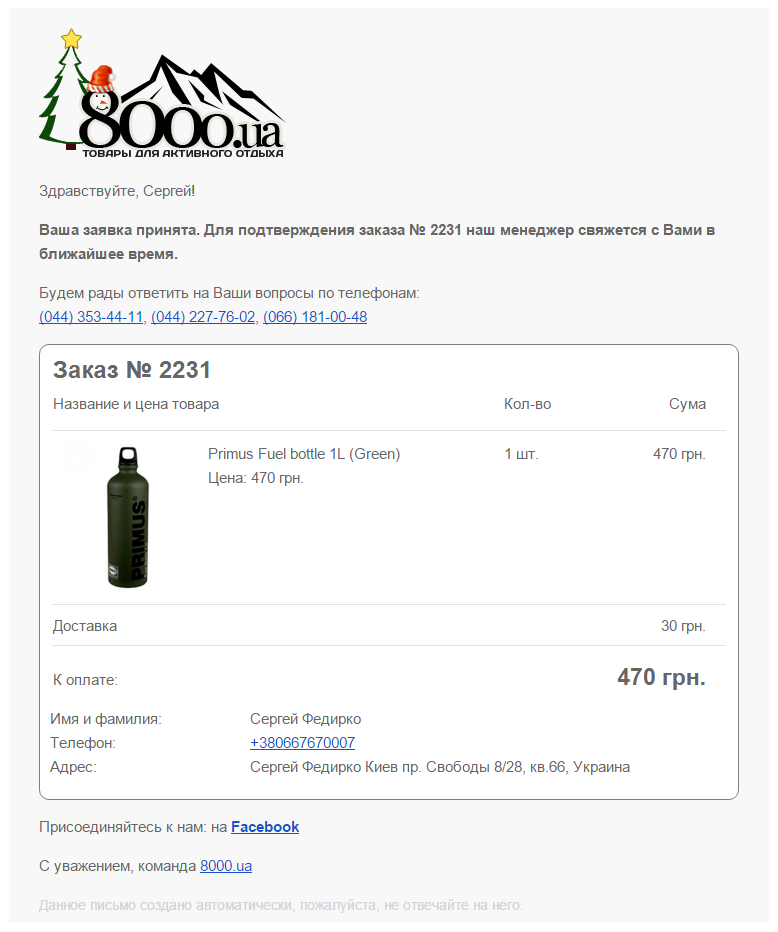 8000.ua
ТОВАРЫ ДЛЯ АКТИВНОГО ОТДЫХА
Здравствуйте, Сергей!
Ваша заявка принята. Для подтверждения заказа № 2231 наш менеджер свяжется с Вами в
ближайшее время.
Будем рады ответить на Ваши вопросы по телефонам:
(044) 353-44-11, (044) 227-76-02, (066) 181-00-48
Заказ № 2231
Название и цена товара Кол-во Сума
Primus Fuel bottle 1L (Green) 1 шт. 470 грн.
Цена: 470 грн.
PRIMUS
Доставка 30 грн.
К оплате: 470 грн.
Имя и фамилия: Сергей Федирко
Телефон: +380667670007
Адрес: Сергей Федирко Киев пр. Свободы 8/28, кв.66, Украина
Присоединяйтесь к нам: на Facebook
С уважением, команда 8000.ua
Данное письмо создано автоматически, пожалуйста, не отвечайте на него.